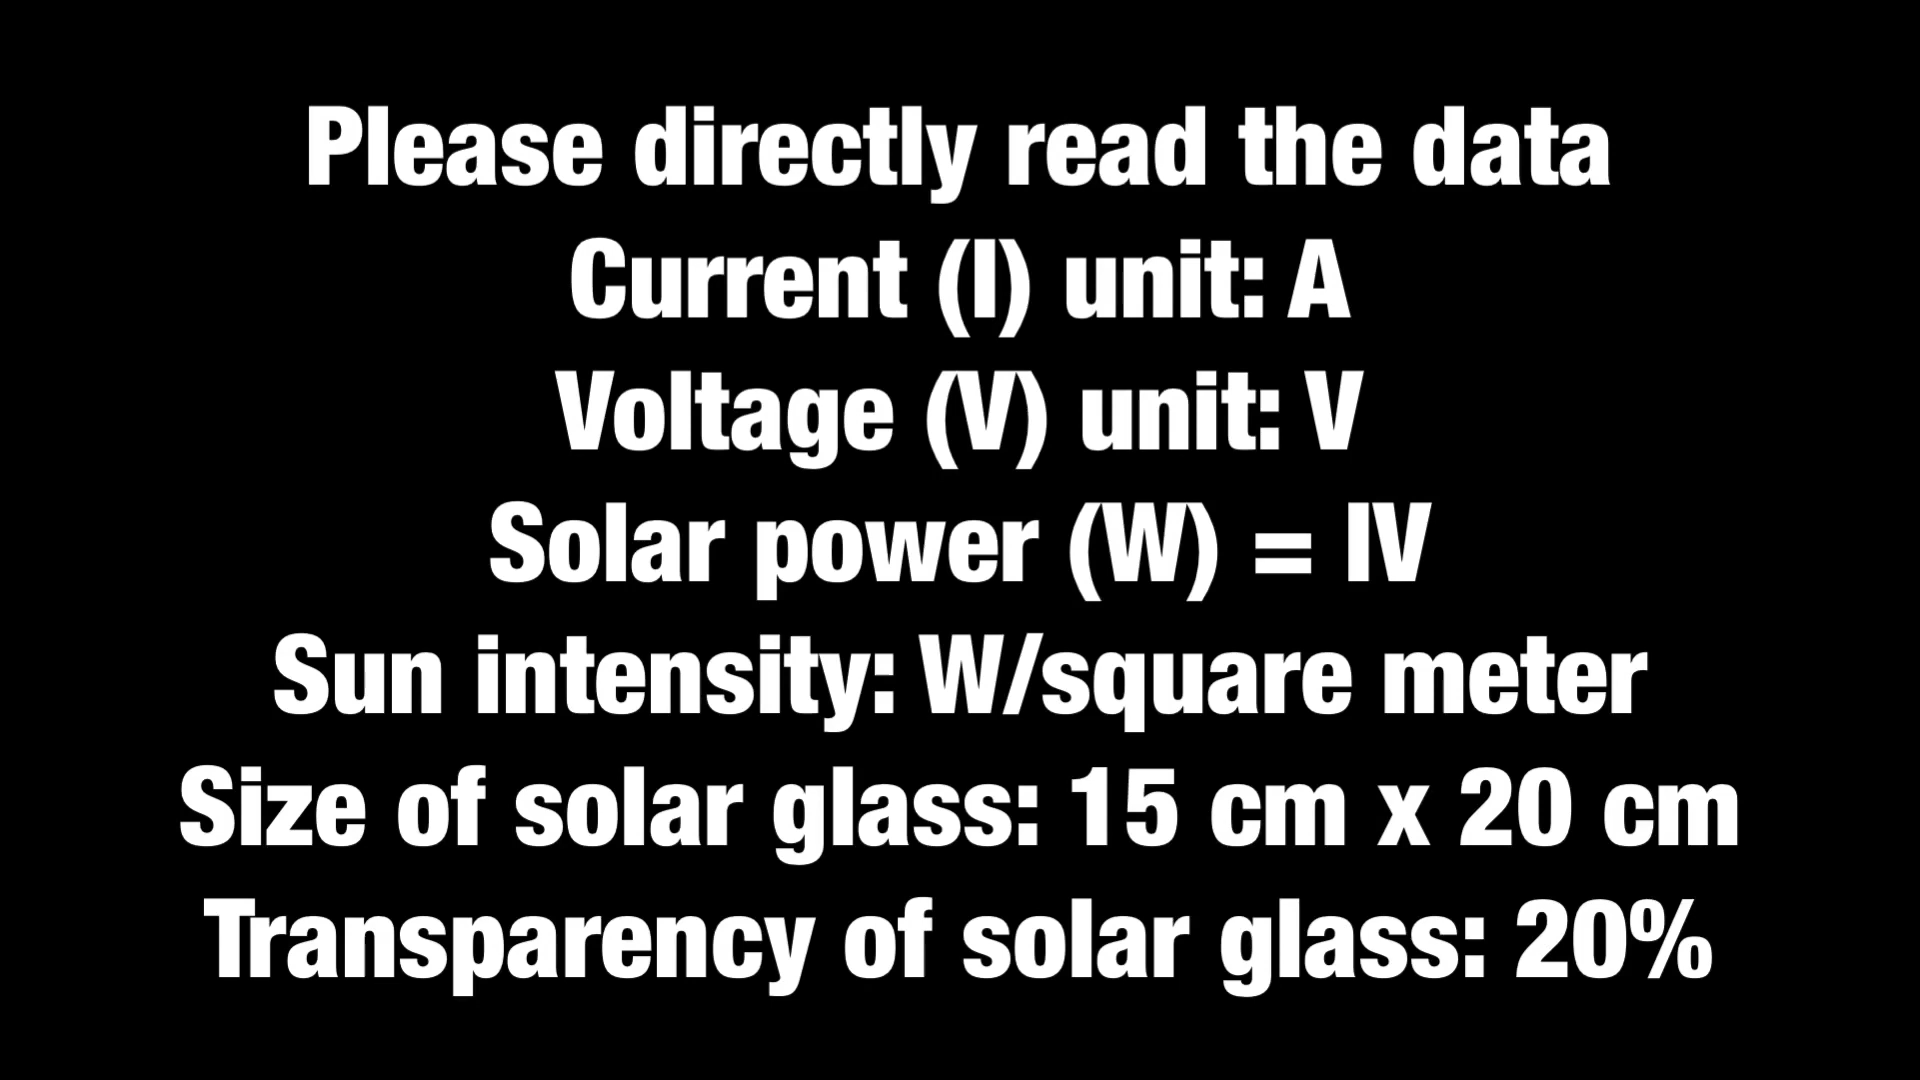 Please directly read the data
Current (I) unit: A
Voltage (V) unit: V
Solar power (W) = IV
Sun intensity: W/square meter
Size of solar glass: 15 cm x 20 cm
Transparency of solar glass: 20%